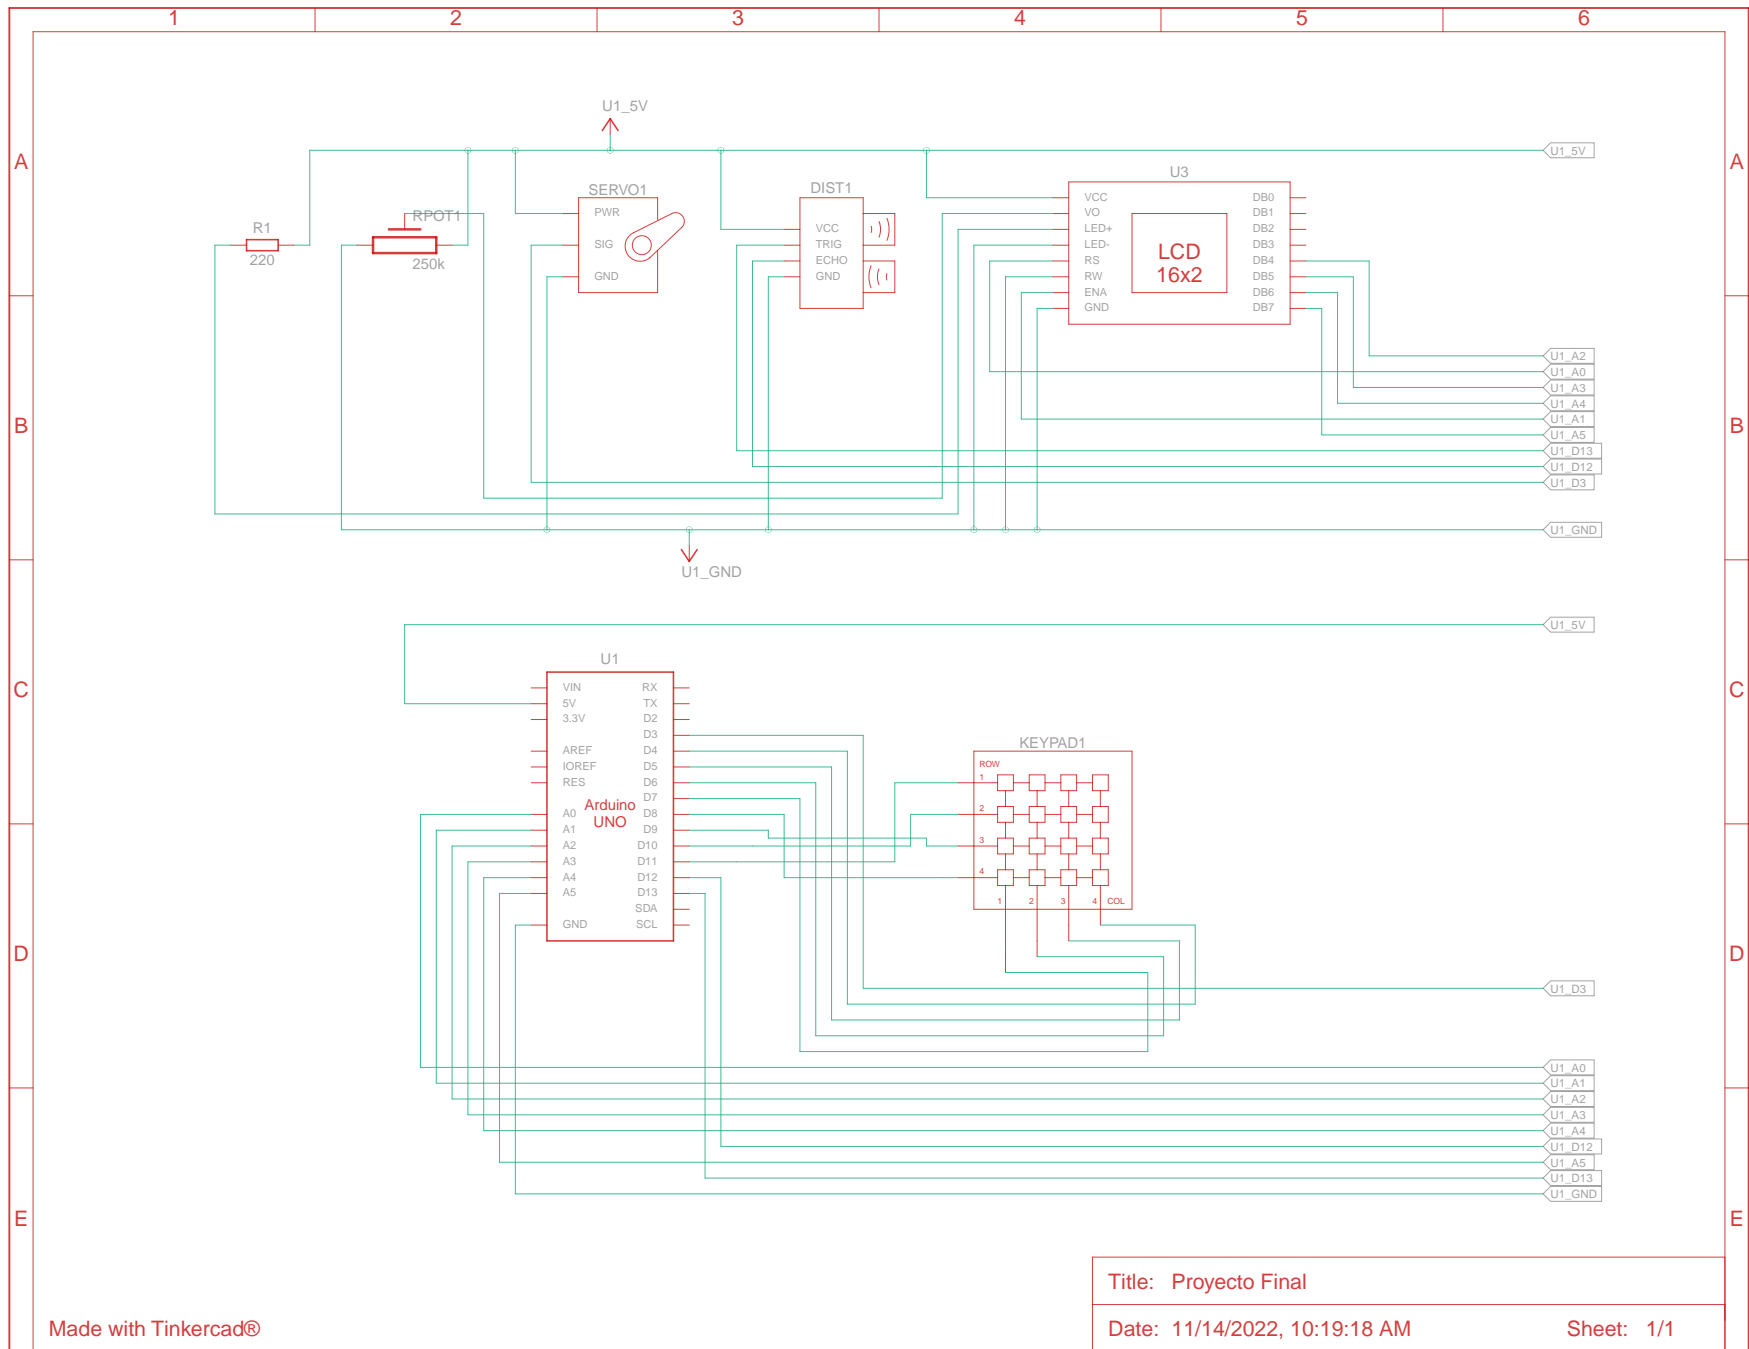 1 2 3 4 5 6
A A
B B
C C
D D
E E
U1_5V
U1_5V
R1
220
RPOT1
250k
SERVO1
PWR
SIG
GND
DIST1
VCC
TRIG
ECHO
GND
U3
VCC DB0
VO DB1
LED+ DB2
LED- DB3
RS DB4
RW DB5
ENA DB6
GND DB7
LCD
16x2
U1_A2
U1_A0
U1_A3
U1_A4
U1_A1
U1_A5
U1_D13
U1_D12
U1_D3
U1_GND
U1_GND
U1_5V
U1
VIN RX
5V TX
3.3V D2
D3
AREF D4
IOREF D5
RES D6
D7
A0 D8
A1 D9
A2 D10
A3 D11
A4 D12
A5 D13
SDA
GND SCL
Arduino
UNO
KEYPAD1
ROW
1
2
3
4
1 2 3 4 COL
U1_D3
U1_A0
U1_A1
U1_A2
U1_A3
U1_A4
U1_D12
U1_A5
U1_D13
U1_GND
Title: Proyecto Final
Date: 11/14/2022, 10:19:18 AM Sheet: 1/1
Made with Tinkercad®